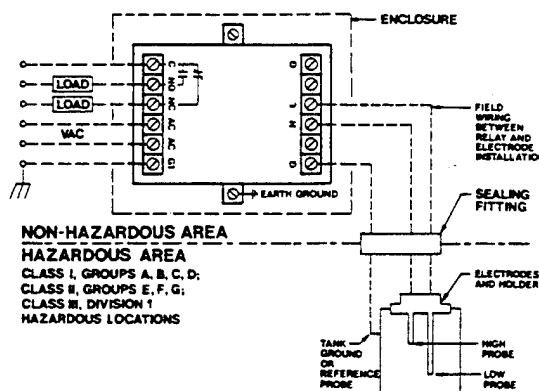 ENCLOSURE
C
NO
NC
AC
AC
G1
G
L
H
G
LOAD
LOAD
VAC
EARTH GROUND
FIELD
WIRING
BETWEEN
RELAY AND
ELECTRODE
INSTALLATION
SEALING
FITTING
NON-HAZARDOUS AREA
HAZARDOUS AREA
CLASS I, GROUPS A, B, C, D;
CLASS II, GROUPS E, F, G;
CLASS III, DIVISION 1
HAZARDOUS LOCATIONS
ELECTRODES
AND HOLDER
TANK
GROUND
OR
REFERENCE
PROBE
HIGH
PROBE
LOW
PROBE